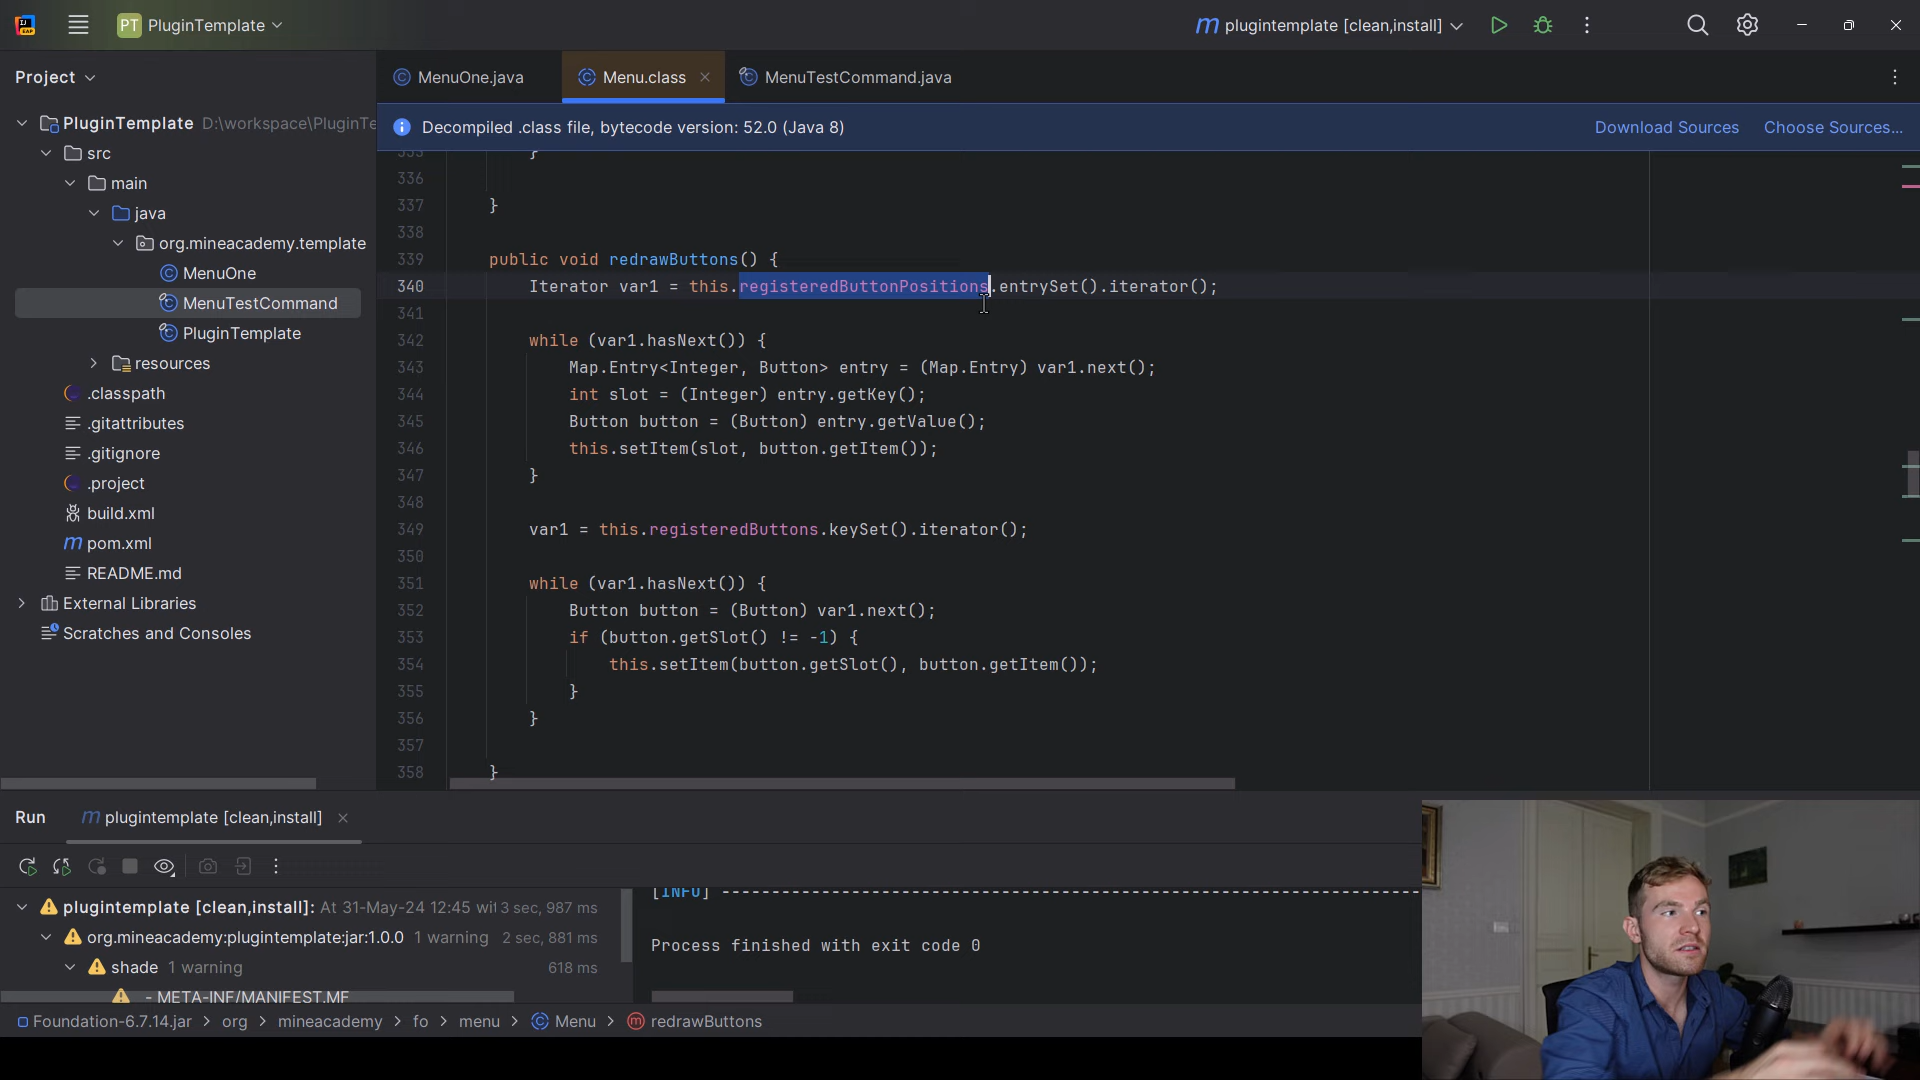 PT PluginTemplate
plugintemplate [clean,install]
Project
MenuOne.java
Menu.class
MenuTestCommand.java
Decompiled .class file, bytecode version: 52.0 (Java 8)
Download Sources
Choose Sources...
PluginTemplate D:\workspace\PluginTe
src
main
java
org.mineacademy.template
MenuOne
MenuTestCommand
PluginTemplate
resources
.classpath
.gitattributes
.gitignore
.project
build.xml
pom.xml
README.md
External Libraries
Scratches and Consoles
335 }
336
337 }
338
339 public void redrawButtons() {
340 Iterator var1 = this.registeredButtonPositions.entrySet().iterator();
341
342 while (var1.hasNext()) {
343 Map.Entry<Integer, Button> entry = (Map.Entry) var1.next();
344 int slot = (Integer) entry.getKey();
345 Button button = (Button) entry.getValue();
346 this.setItem(slot, button.getItem());
347 }
348
349 var1 = this.registeredButtons.keySet().iterator();
350
351 while (var1.hasNext()) {
352 Button button = (Button) var1.next();
353 if (button.getSlot() != -1) {
354 this.setItem(button.getSlot(), button.getItem());
355 }
356 }
357
358 }
Run
plugintemplate [clean,install]
plugintemplate [clean,install]: At 31-May-24 12:45 wit 3 sec, 987 ms
org.mineacademy:plugintemplate:jar:1.0.0 1 warning 2 sec, 881 ms
shade 1 warning 618 ms
- META-INF/MANIFEST.MF
[INFO] ------------------------------------------------------------------------
Process finished with exit code 0
Foundation-6.7.14.jar > org > mineacademy > fo > menu > Menu > redrawButtons